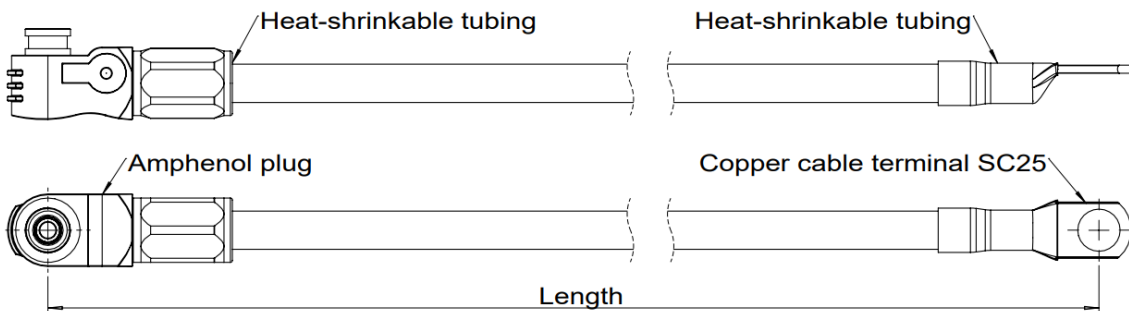 Heat-shrinkable tubing
Heat-shrinkable tubing
Amphenol plug
Copper cable terminal SC25
Length